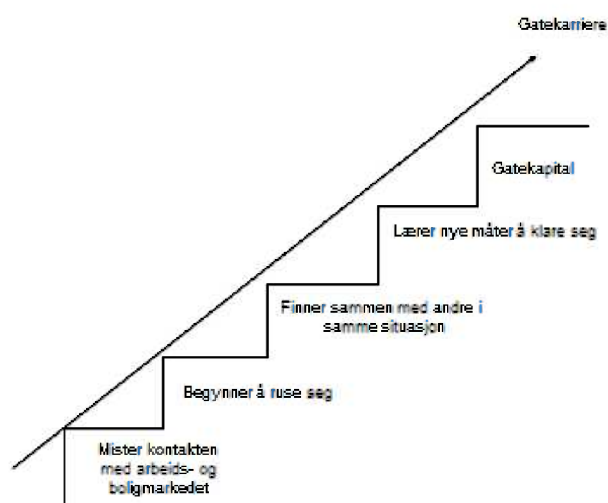 Gatekarriere
Gatekapital
Lærer nye måter å klare seg
Finner sammen med andre i
samme situasjon
Begynner å ruse seg
Mister kontakten
med arbeids- og
boligmarkedet